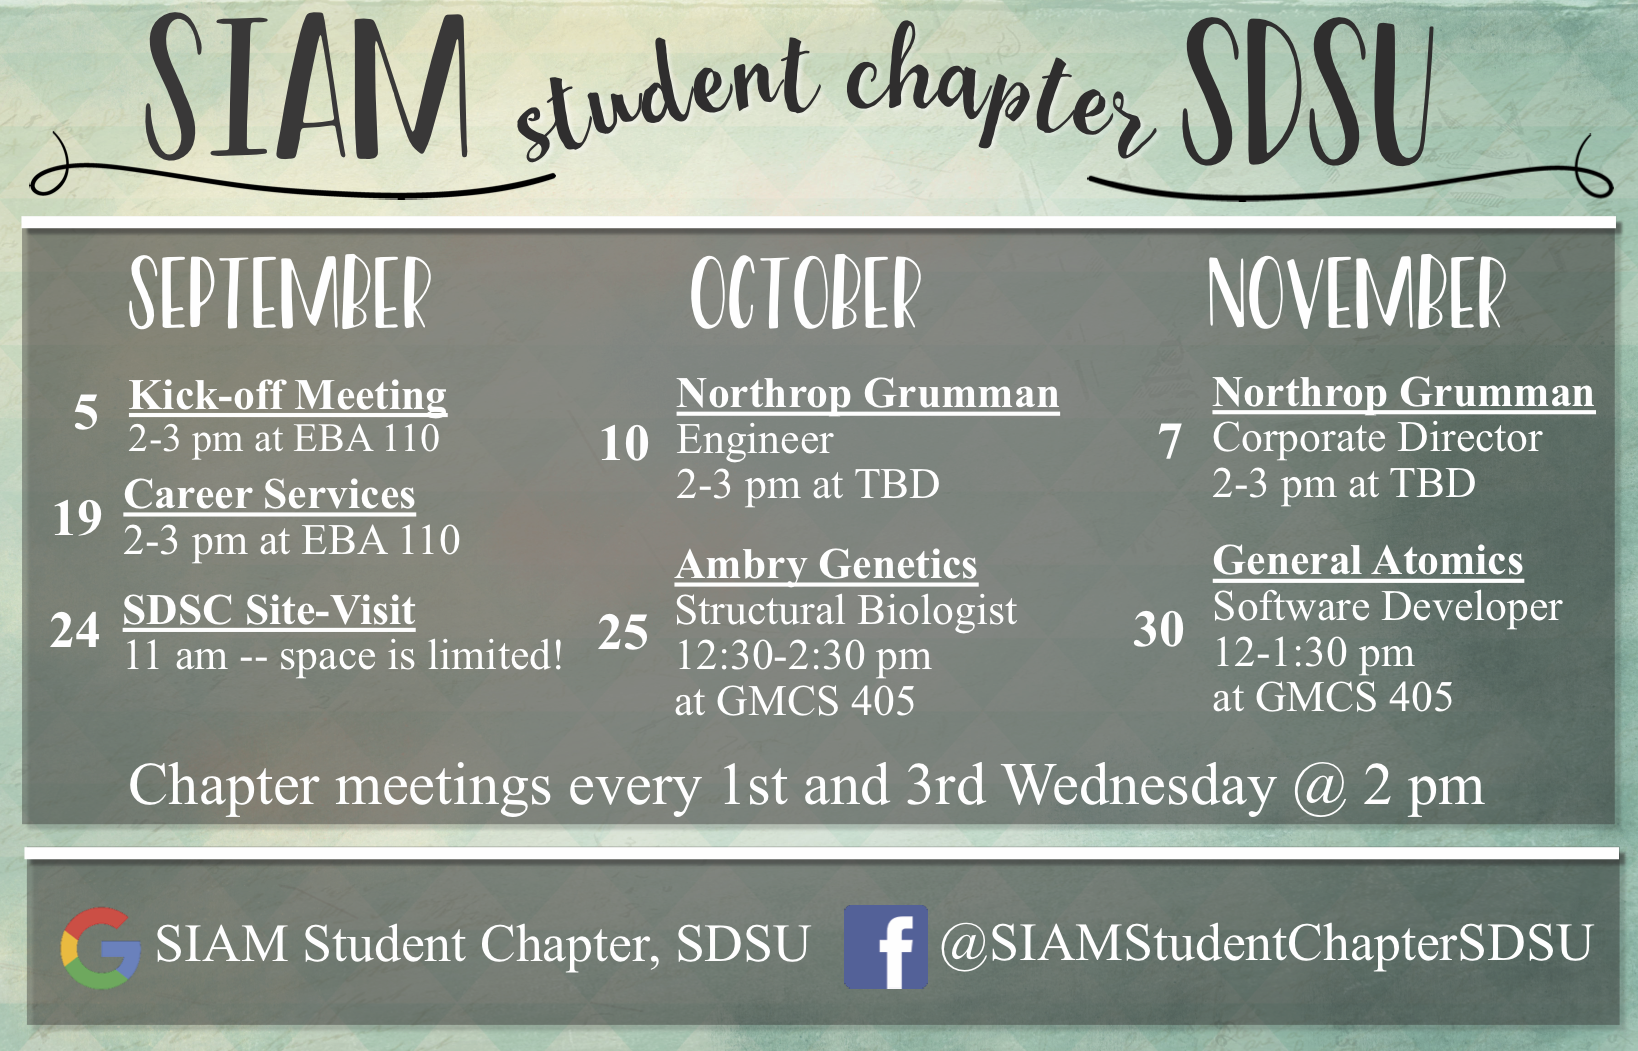 SIAM student chapter SDSU
SEPTEMBER
5
Kick-off Meeting
2-3 pm at EBA 110
19
Career Services
2-3 pm at EBA 110
24
SDSC Site-Visit
11 am -- space is limited!
OCTOBER
10
Northrop Grumman
Engineer
2-3 pm at TBD
25
Ambry Genetics
Structural Biologist
12:30-2:30 pm
at GMCS 405
NOVEMBER
7
Northrop Grumman
Corporate Director
2-3 pm at TBD
30
General Atomics
Software Developer
12-1:30 pm
at GMCS 405
Chapter meetings every 1st and 3rd Wednesday @ 2 pm
G SIAM Student Chapter, SDSU
f @SIAMStudentChapterSDSU